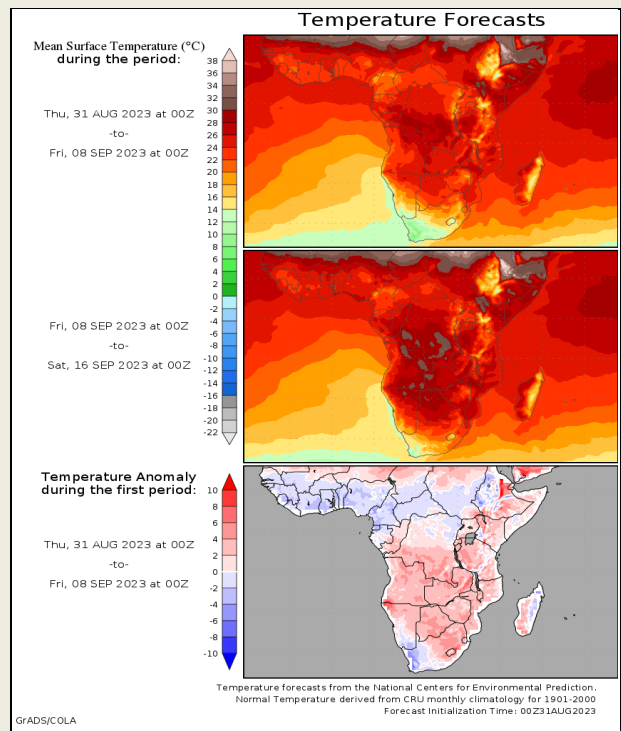 Temperature Forecasts
Mean Surface Temperature (°C)
during the period:
Thu, 31 AUG 2023 at 00Z
-to-
Fri, 08 SEP 2023 at 00Z
38
36
34
32
30
28
26
24
22
20
18
16
14
12
10
8
6
4
2
0
-2
-4
-6
-8
-10
-12
-14
-16
-18
-20
-22
Fri, 08 SEP 2023 at 00Z
-to-
Sat, 16 SEP 2023 at 00Z
Temperature Anomaly
during the first period:
Thu, 31 AUG 2023 at 00Z
-to-
Fri, 08 SEP 2023 at 00Z
10
8
6
4
2
0
-2
-4
-6
-8
-10
Temperature forecasts from the National Centers for Environmental Prediction.
Normal Temperature derived from CRU monthly climatology for 1901-2000
Forecast Initialization Time: 00Z31AUG2023
GrADS/COLA